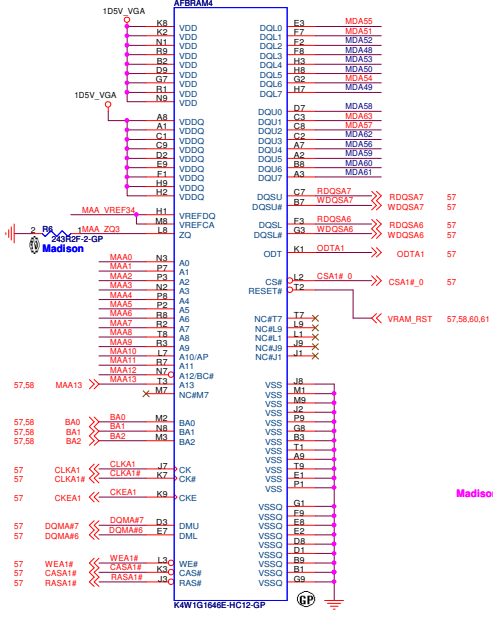 AFBRAM4
1D5V_VGA
K8 VDD
K2 VDD
N1 VDD
R9 VDD
B2 VDD
D9 VDD
G7 VDD
R1 VDD
N9 VDD
1D5V_VGA
A8 VDDQ
A1 VDDQ
C1 VDDQ
C9 VDDQ
D2 VDDQ
E9 VDDQ
F1 VDDQ
H9 VDDQ
H2 VDDQ
MAA_VREF34 H1 VREFDQ
M8 VREFCA
2 R6 1 MAA_ZQ3 L8 ZQ
243R2F-2-GP
Madison
MAA0 N3 A0
MAA1 P7 A1
MAA2 P3 A2
MAA3 N2 A3
MAA4 P8 A4
MAA5 P2 A5
MAA6 R8 A6
MAA7 R2 A7
MAA8 T8 A8
MAA9 R3 A9
MAA10 L7 A10/AP
MAA11 R7 A11
MAA12 N7 A12/BC#
57,58 MAA13 MAA13 T3 A13
M7 NC#M7
57,58 BA0 BA0 M2 BA0
57,58 BA1 BA1 N8 BA1
57,58 BA2 BA2 M3 BA2
57 CLKA1 CLKA1 J7 CK
57 CLKA1# CLKA1# K7 CK#
57 CKEA1 CKEA1 K9 CKE
57 DQMA#7 DQMA#7 D3 DMU
57 DQMA#6 DQMA#6 E7 DML
57 WEA1# WEA1# L3 WE#
57 CASA1# CASA1# K3 CAS#
57 RASA1# RASA1# J3 RAS#
DQL0 E3 MDA55
DQL1 F7 MDA51
DQL2 F2 MDA52
DQL3 F8 MDA48
DQL4 H3 MDA53
DQL5 H8 MDA50
DQL6 G2 MDA54
DQL7 H7 MDA49
DQU0 D7 MDA58
DQU1 C3 MDA63
DQU2 C8 MDA57
DQU3 C2 MDA62
DQU4 A7 MDA56
DQU5 A2 MDA59
DQU6 B8 MDA60
DQU7 A3 MDA61
DQSU C7 RDQSA7 RDQSA7 57
DQSU# B7 WDQSA7 WDQSA7 57
DQSL F3 RDQSA6 RDQSA6 57
DQSL# G3 WDQSA6 WDQSA6 57
ODT K1 ODTA1 ODTA1 57
CS# L2 CSA1#_0 CSA1#_0 57
RESET# T2
VRAM_RST 57,58,60,61
NC#T7 T7
NC#L9 L9
NC#L1 L1
NC#J9 J9
NC#J1 J1
VSS J8
VSS M1
VSS M9
VSS J2
VSS P9
VSS G8
VSS B3
VSS T1
VSS A9
VSS T9
VSS E1
VSS P1
VSSQ G1
VSSQ F9
VSSQ E8
VSSQ E2
VSSQ D8
VSSQ D1
VSSQ B9
VSSQ B1
VSSQ G9
GP
K4W1G1646E-HC12-GP